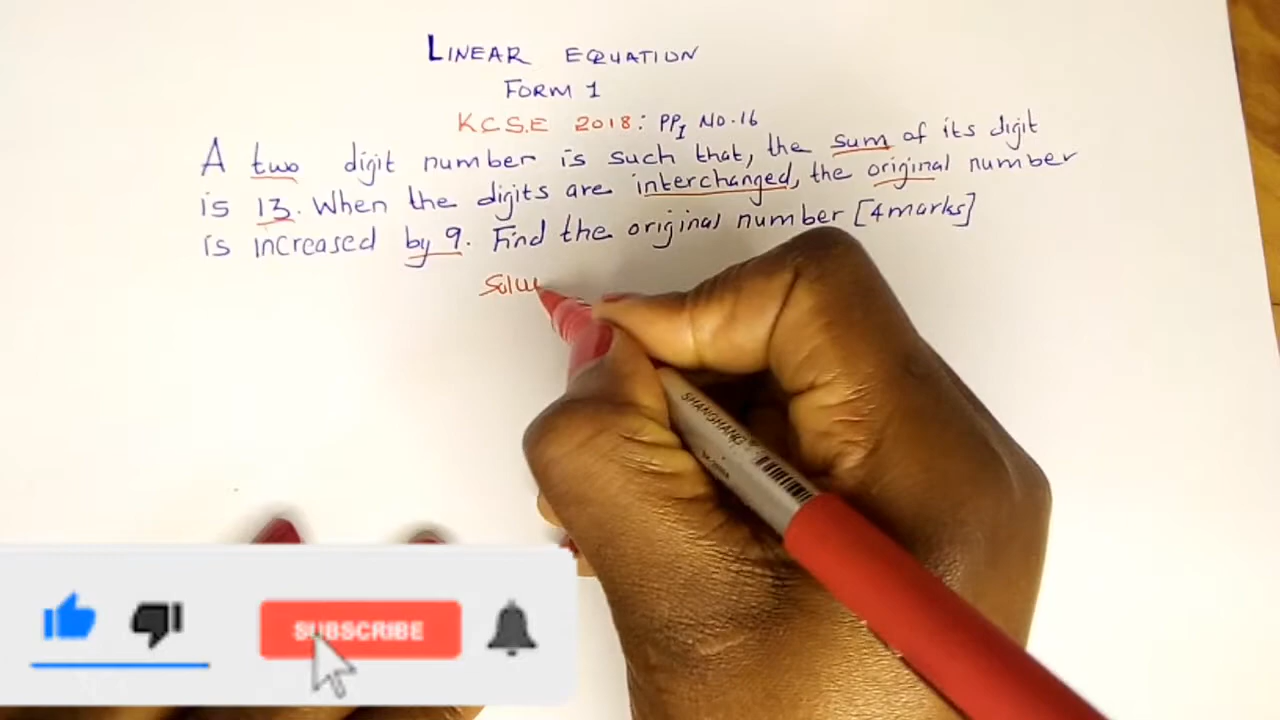 LINEAR EQUATION
FORM 1
K.C.S.E 2018: PP1 NO.16
A two digit number is such that, the sum of its digit
is 13. When the digits are interchanged, the original number
is increased by 9. Find the original number [4marks]
Solu
SHANGHANG
SUBSCRIBE